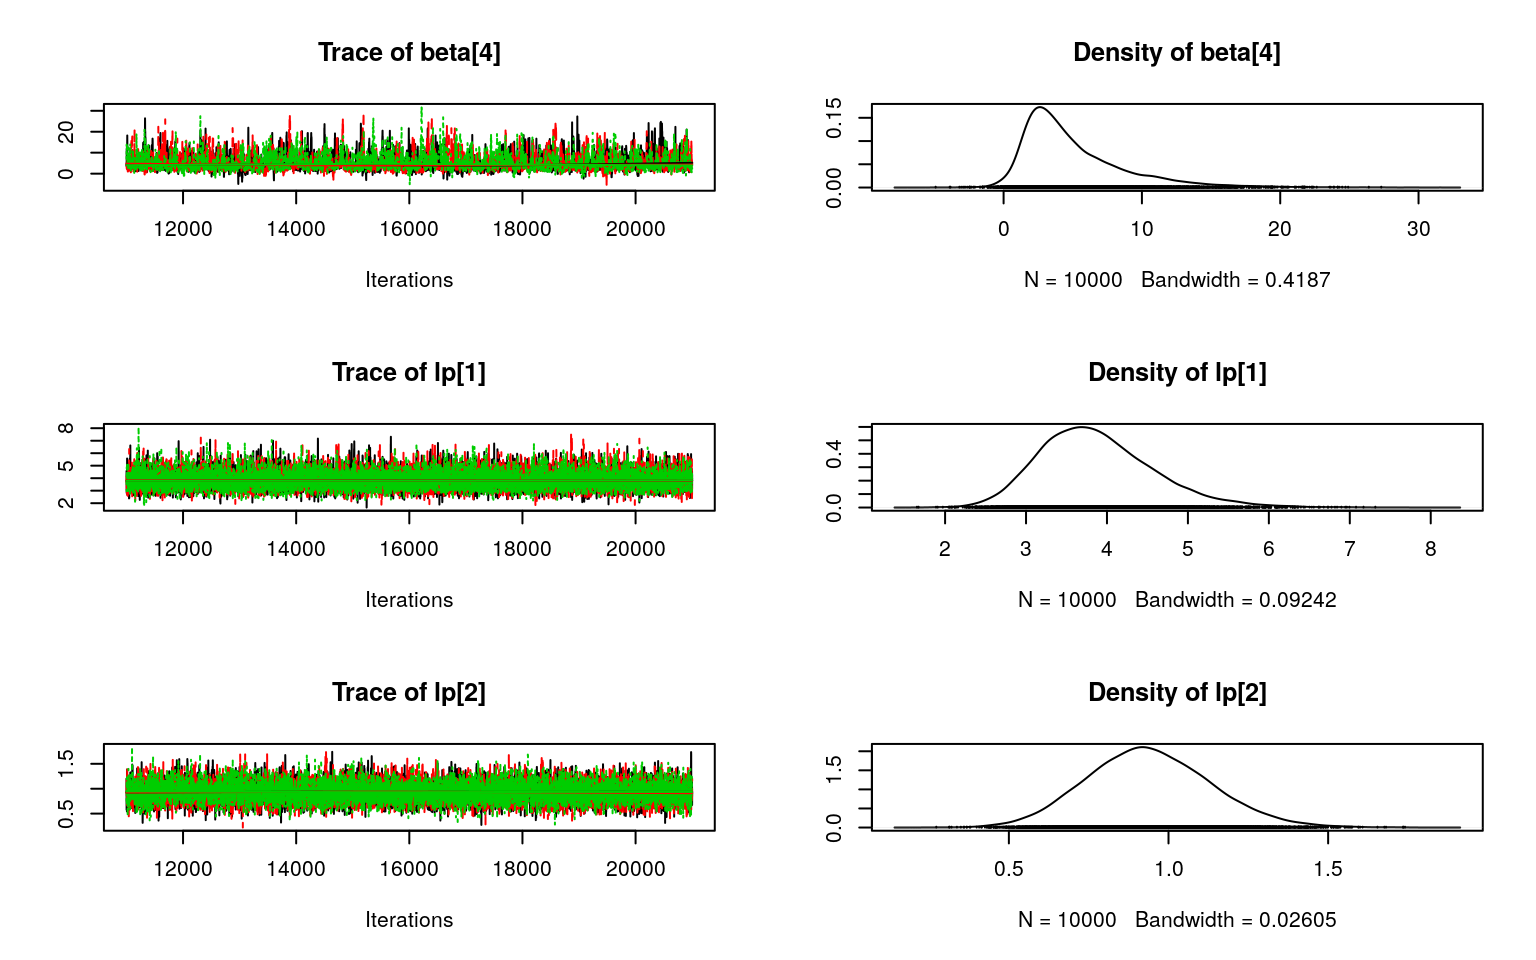 Trace of beta[4]
Density of beta[4]
0 20
12000 14000 16000 18000 20000
Iterations
0.00 0.15
0 10 20 30
N = 10000 Bandwidth = 0.4187
Trace of lp[1]
Density of lp[1]
2 5 8
12000 14000 16000 18000 20000
Iterations
0.0 0.4
2 3 4 5 6 7 8
N = 10000 Bandwidth = 0.09242
Trace of lp[2]
Density of lp[2]
0.5 1.5
12000 14000 16000 18000 20000
Iterations
0.0 1.5
0.5 1.0 1.5
N = 10000 Bandwidth = 0.02605